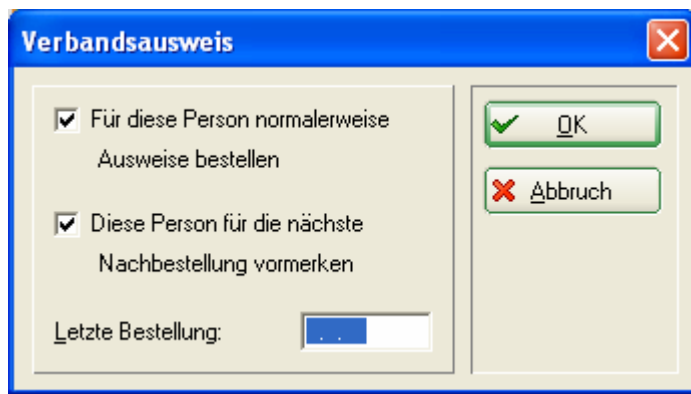 Verbandsausweis
Für diese Person normalerweise
Ausweise bestellen
Diese Person für die nächste
Nachbestellung vormerken
Letzte Bestellung: . .
OK
Abbruch